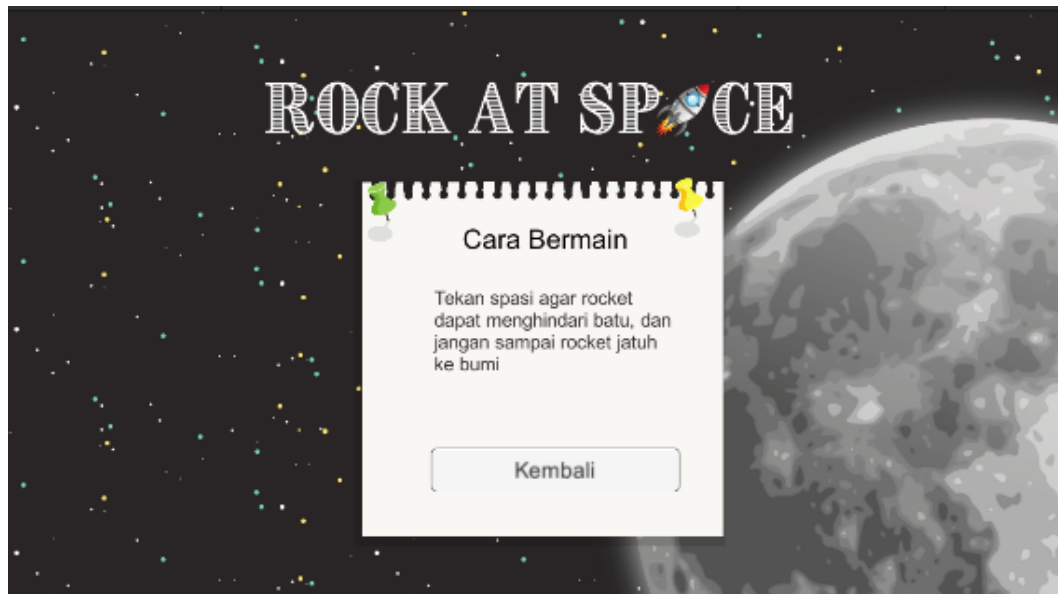 ROCK AT SPACE
Cara Bermain
Tekan spasi agar rocket
dapat menghindari batu, dan
jangan sampai rocket jatuh
ke bumi
Kembali